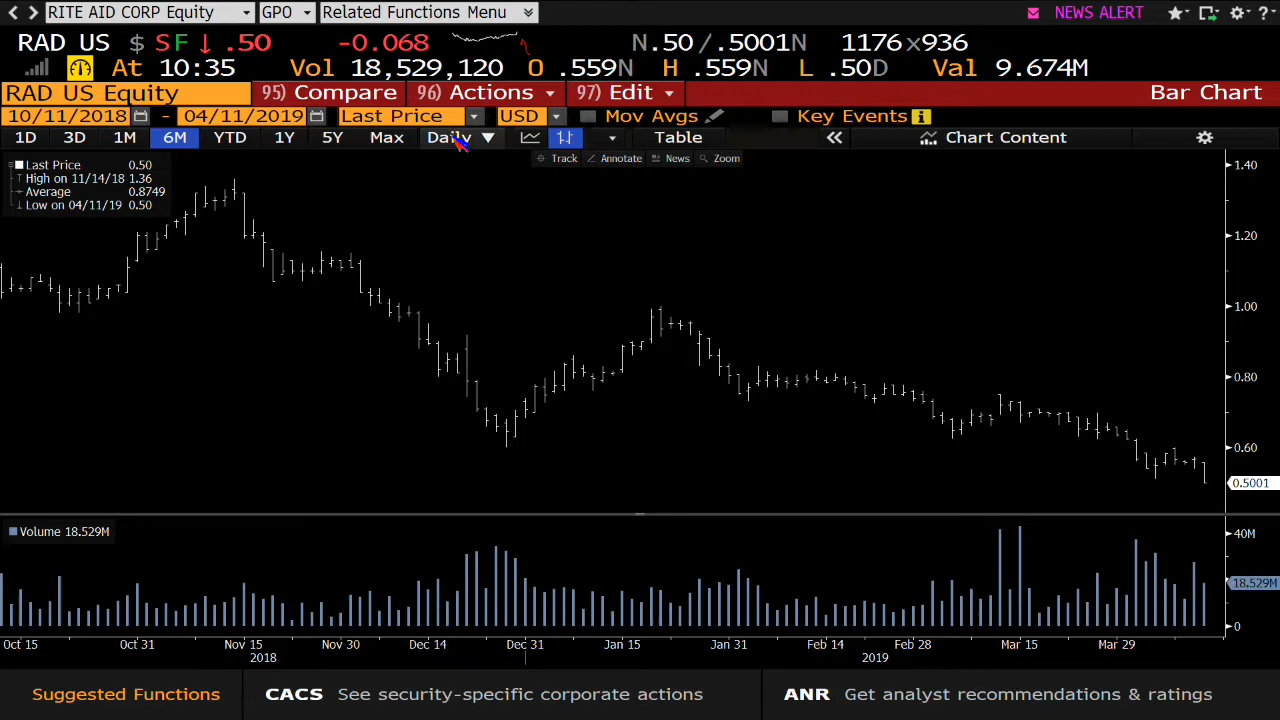 RITE AID CORP Equity GPO Related Functions Menu NEWS ALERT ?
RAD US $ SF ↓ .50 -0.068 N.50 / .5001N 1176x936
At 10:35 Vol 18,529,120 O .559N H .559N L .50D Val 9.674M
RAD US Equity 95) Compare 96) Actions 97) Edit Bar Chart
10/11/2018 - 04/11/2019 Last Price USD Mov Avgs Key Events i
1D 3D 1M 6M YTD 1Y 5Y Max Daily ▼ Table « Chart Content
Track Annotate News Zoom
Last Price 0.50
High on 11/14/18 1.36
Average 0.8749
Low on 04/11/19 0.50
1.40
1.20
1.00
0.80
0.60
0.5001
Volume 18.529M
40M
18.529M
0
Oct 15 Oct 31 Nov 15 Nov 30 Dec 14 Dec 31 Jan 15 Jan 31 Feb 14 Feb 28 Mar 15 Mar 29
2018 2019
Suggested Functions CACS See security-specific corporate actions ANR Get analyst recommendations & ratings